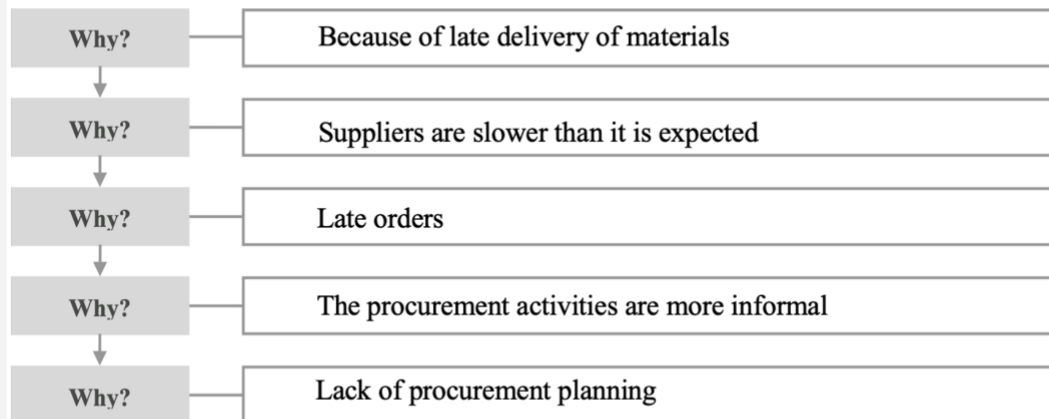 Why?
Because of late delivery of materials
Why?
Suppliers are slower than it is expected
Why?
Late orders
Why?
The procurement activities are more informal
Why?
Lack of procurement planning